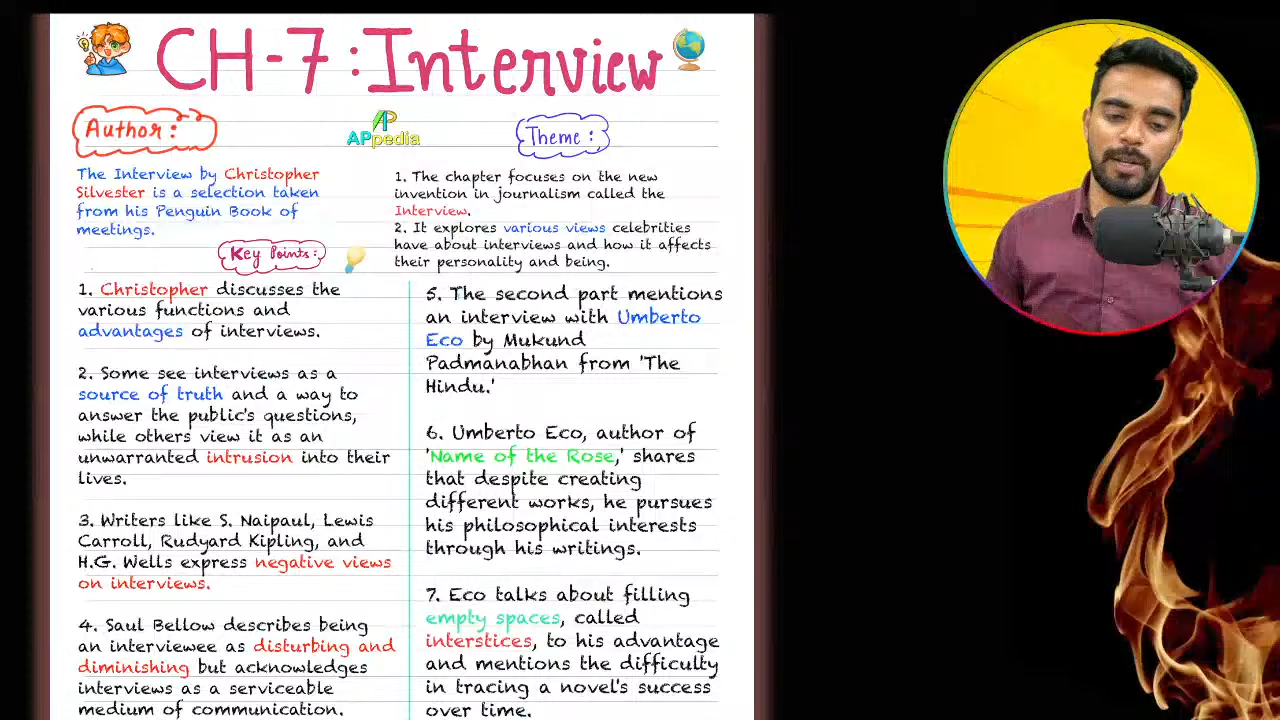 CH-7 : Interview
Author:
APpedia
Theme:
The Interview by Christopher
Silvester is a selection taken
from his Penguin Book of
meetings.
1. The chapter focuses on the new
invention in journalism called the
Interview.
2. It explores various views celebrities
have about interviews and how it affects
their personality and being.
Key Points:
1. Christopher discusses the
various functions and
advantages of interviews.
2. Some see interviews as a
source of truth and a way to
answer the public's questions,
while others view it as an
unwarranted intrusion into their
lives.
3. Writers like S. Naipaul, Lewis
Carroll, Rudyard Kipling, and
H.G. Wells express negative views
on interviews.
4. Saul Bellow describes being
an interviewee as disturbing and
diminishing but acknowledges
interviews as a serviceable
medium of communication.
5. The second part mentions
an interview with Umberto
Eco by Mukund
Padmanabhan from 'The
Hindu.'
6. Umberto Eco, author of
'Name of the Rose,' shares
that despite creating
different works, he pursues
his philosophical interests
through his writings.
7. Eco talks about filling
empty spaces, called
interstices, to his advantage
and mentions the difficulty
in tracing a novel's success
over time.